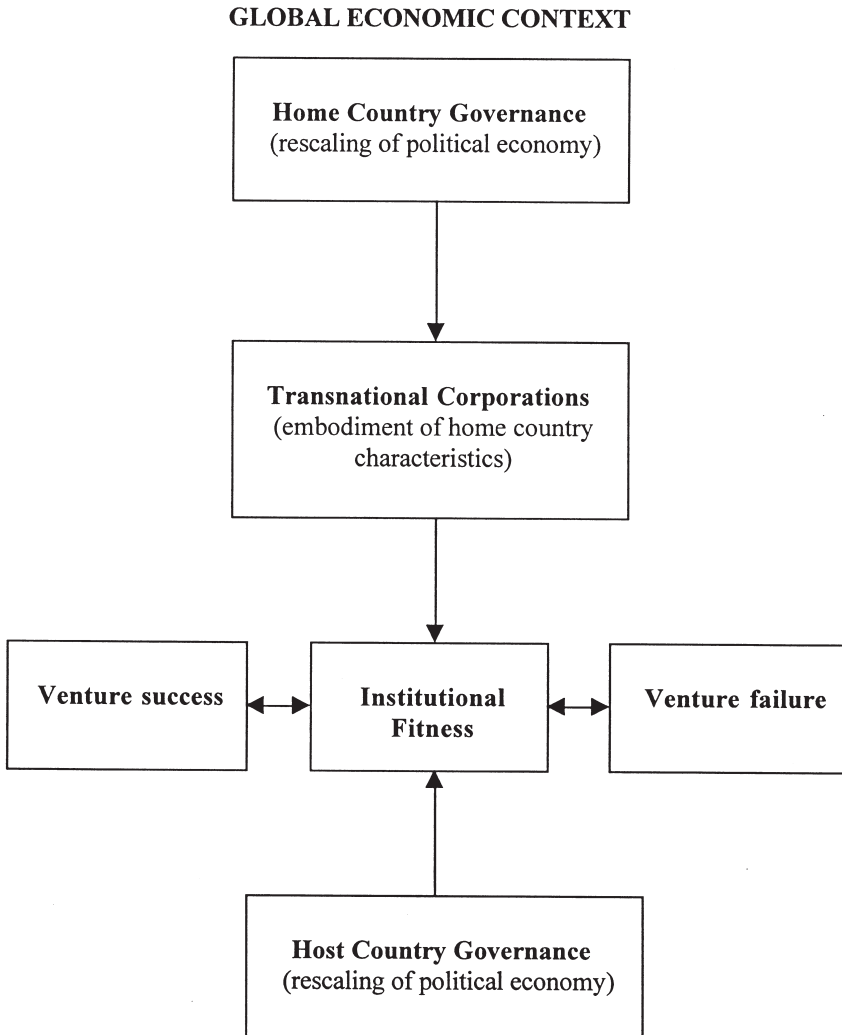 GLOBAL ECONOMIC CONTEXT
Home Country Governance
(rescaling of political economy)
Transnational Corporations
(embodiment of home country
characteristics)
Venture success
Institutional
Fitness
Venture failure
Host Country Governance
(rescaling of political economy)